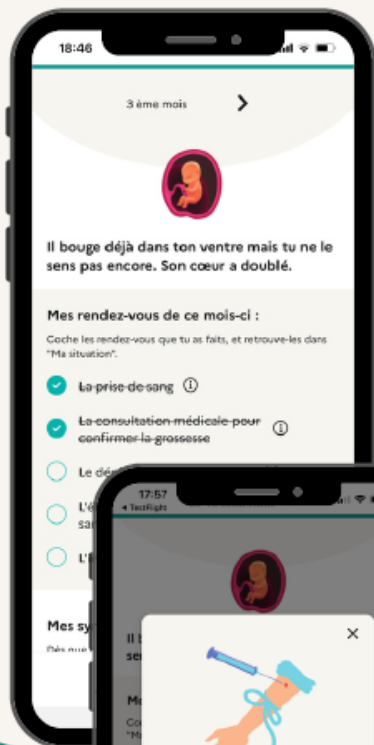 18:46
3 ème mois
Il bouge déjà dans ton ventre mais tu ne le
sens pas encore. Son cœur a doublé.
Mes rendez-vous de ce mois-ci :
Coche les rendez-vous que tu as faits, et retrouve-les dans
"Ma situation".
La prise de sang
La consultation médicale pour
confirmer la grossesse
Le
Mes
Dès que
17:57
TestFlight